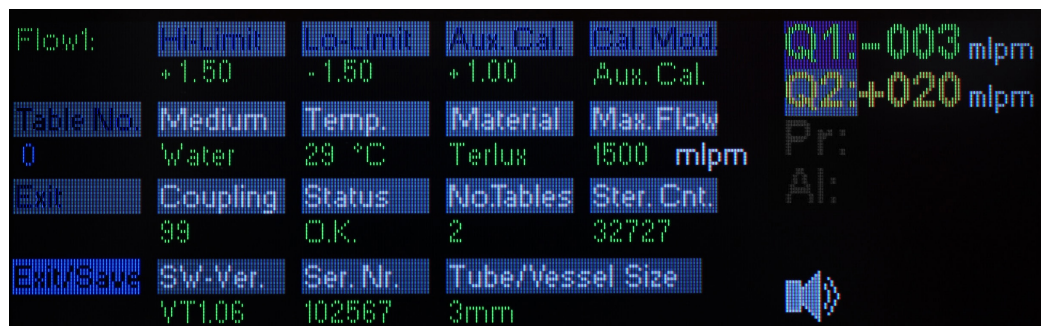 Flow1: Hi-Limit Lo-Limit Aux. Cal. Cal. Mod. Q1:-003 mlpm
+1.50 -1.50 +1.00 Aux. Cal. Q2:+020 mlpm
Table No. Medium Temp. Material Max.Flow Pr:
0 Water 29 °C Terlux 1500 mlpm
Exit Coupling Status No.Tables Ster. Cnt. Al:
99 O.K. 2 32727
Exit/Save SW-Ver. Ser. Nr. Tube/Vessel Size
VT1.06 102567 3mm